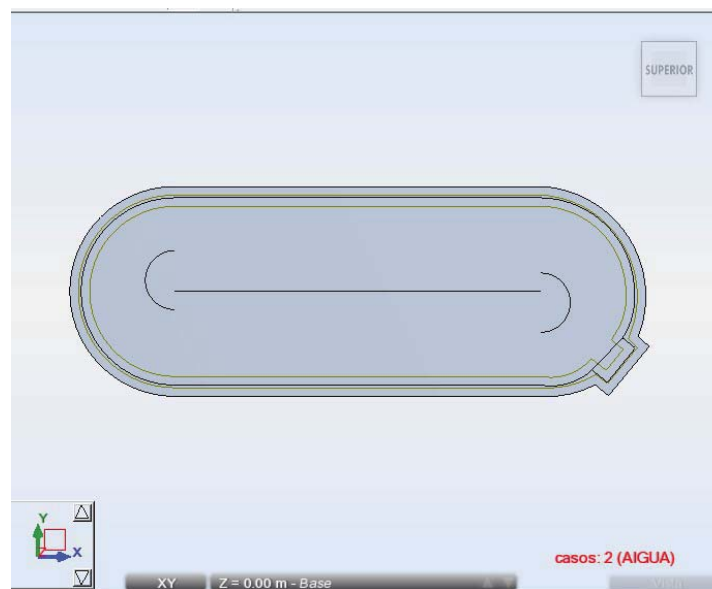 SUPERIOR
Y
Z
X
casos: 2 (AIGUA)
XY
Z = 0.00 m - Base